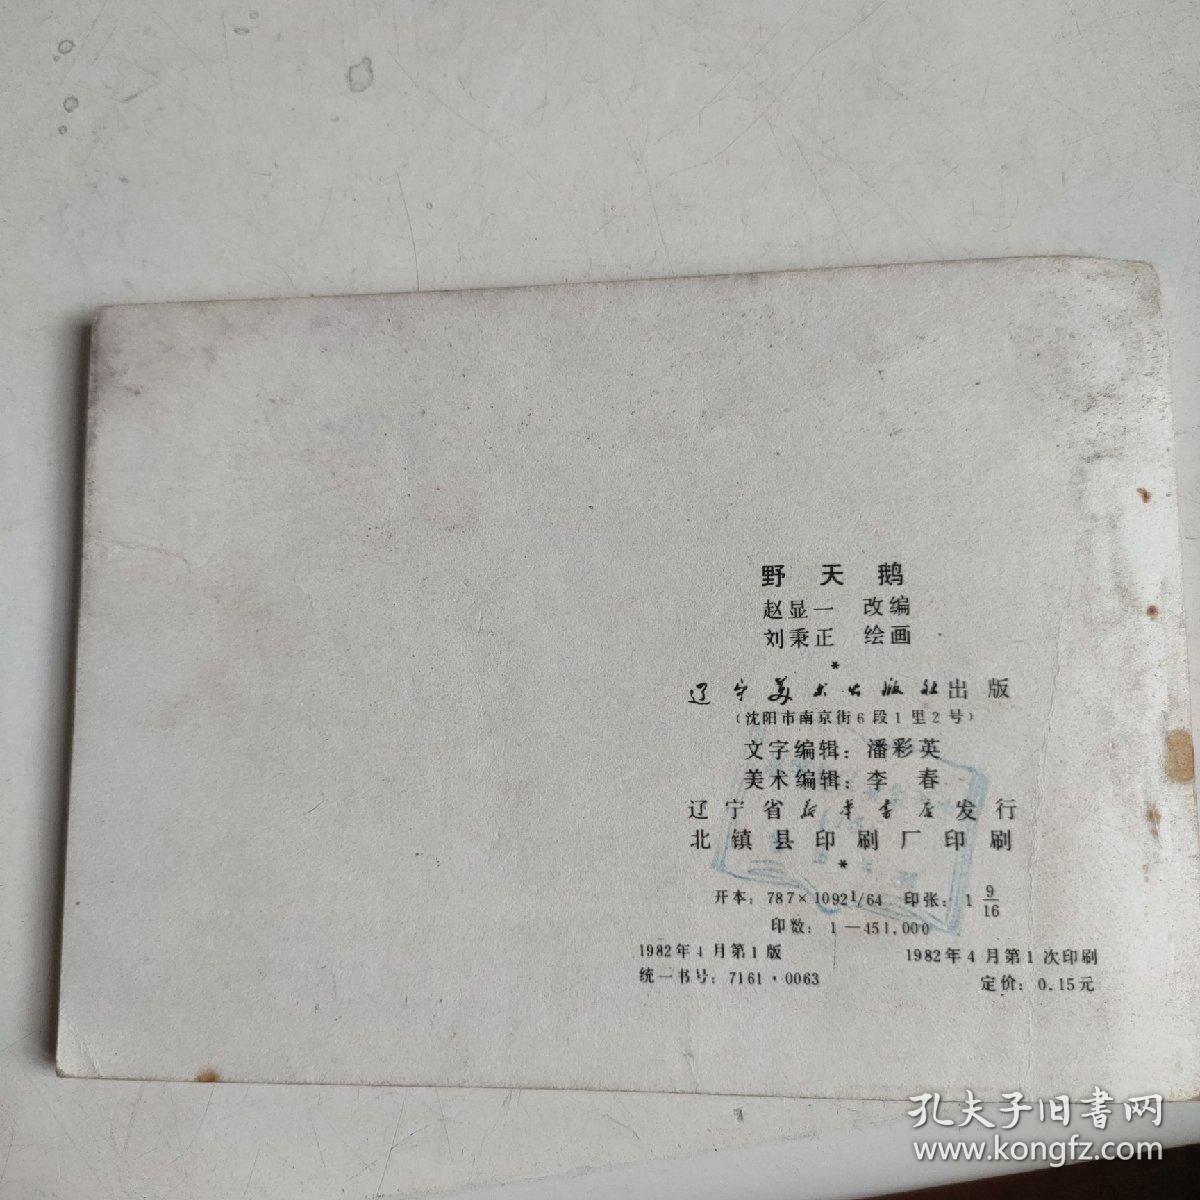 野天鹅
赵显一 改编
刘秉正 绘画
*
辽宁美术出版社出版
(沈阳市南京街6段1里2号)
文字编辑：潘彩英
美术编辑：李 春
辽宁省新华书店发行
北镇县印刷厂印刷
*
开本：787×1092 1/64 印张：1 9/16
印数：1—451,000
1982年4月第1版 1982年4月第1次印刷
统一书号：7161·0063 定价：0.15元
孔夫子旧书网
www.kongfz.com